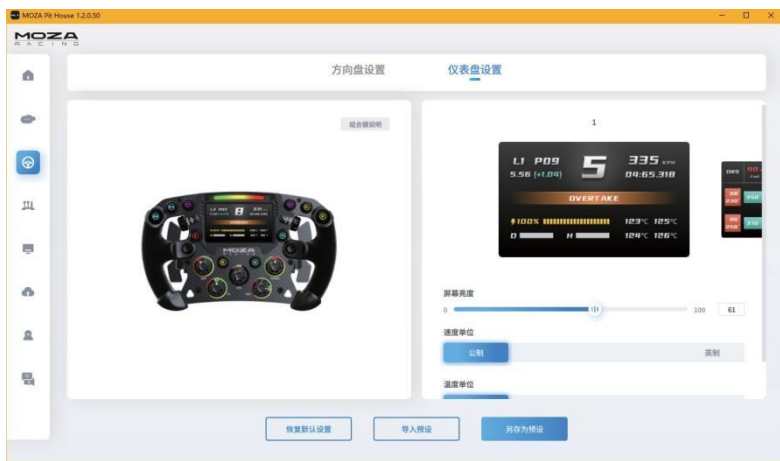 MOZA Pit House 1.2.0.50
MOZA
RACING
方向盘设置
仪表盘设置
组合键说明
1
L1 P09 5 335 KPH
5.56 (+1.04) 04:65.318
OVERTAKE
100% 123°C 125°C
D H 124°C 126°C
MOZA
屏幕亮度
0 100 61
速度单位
公制 英制
温度单位
恢复默认设置 导入预设 另存为预设